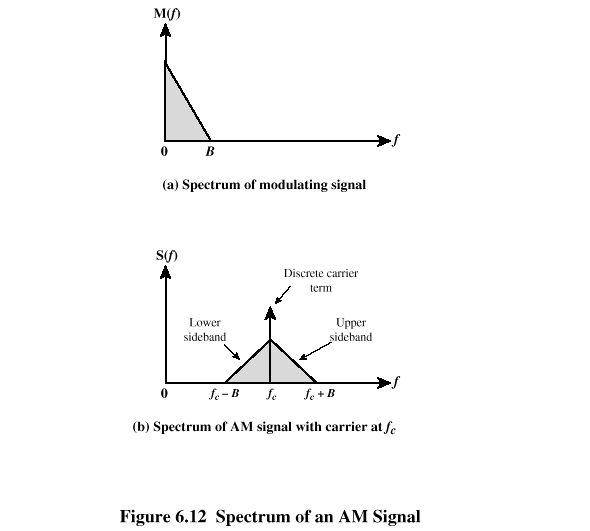 M(f)
f
0
B
(a) Spectrum of modulating signal
S(f)
Discrete carrier
term
Lower
sideband
Upper
sideband
f
0
fc – B
fc
fc + B
(b) Spectrum of AM signal with carrier at fc
Figure 6.12 Spectrum of an AM Signal